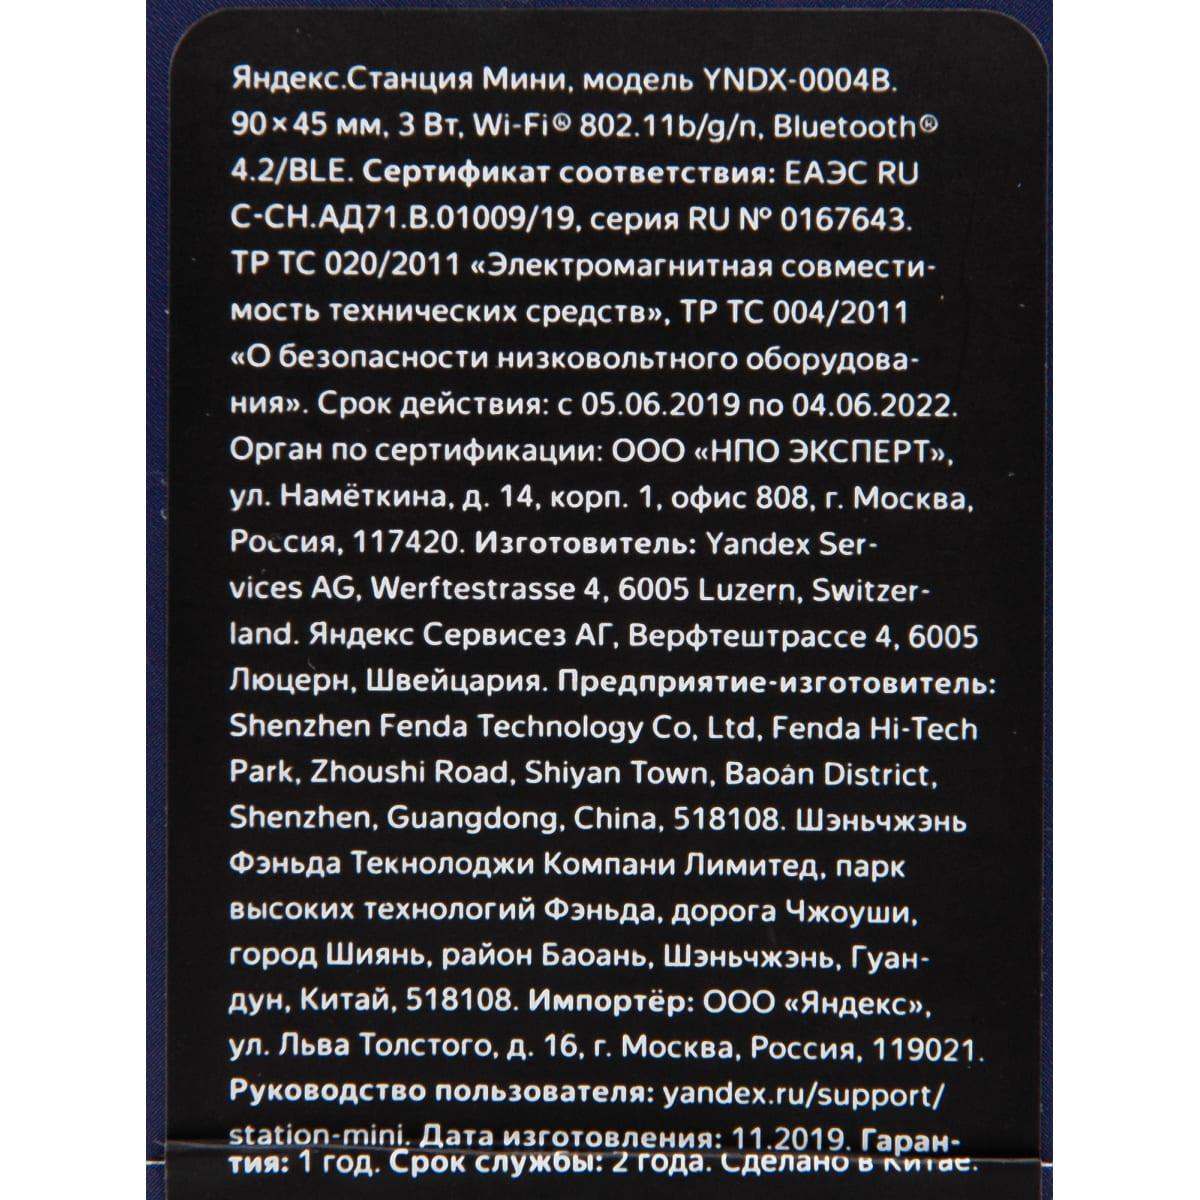 Яндекс.Станция Мини, модель YNDX-0004B.
90×45 мм, 3 Вт, Wi-Fi® 802.11b/g/n, Bluetooth®
4.2/BLE. Сертификат соответствия: ЕАЭС RU
С-CH.АД71.В.01009/19, серия RU № 0167643.
ТР ТС 020/2011 «Электромагнитная совмести-
мость технических средств», ТР ТС 004/2011
«О безопасности низковольтного оборудова-
ния». Срок действия: с 05.06.2019 по 04.06.2022.
Орган по сертификации: ООО «НПО ЭКСПЕРТ»,
ул. Намёткина, д. 14, корп. 1, офис 808, г. Москва,
Россия, 117420. Изготовитель: Yandex Ser-
vices AG, Werftestrasse 4, 6005 Luzern, Switzer-
land. Яндекс Сервисез АГ, Верфтештрассе 4, 6005
Люцерн, Швейцария. Предприятие-изготовитель:
Shenzhen Fenda Technology Co, Ltd, Fenda Hi-Tech
Park, Zhoushi Road, Shiyan Town, Baoán District,
Shenzhen, Guangdong, China, 518108. Шэньчжэнь
Фэньда Текнолоджи Компани Лимитед, парк
высоких технологий Фэньда, дорога Чжоуши,
город Шиянь, район Баоань, Шэньчжэнь, Гуан-
дун, Китай, 518108. Импортёр: ООО «Яндекс»,
ул. Льва Толстого, д. 16, г. Москва, Россия, 119021.
Руководство пользователя: yandex.ru/support/
station-mini. Дата изготовления: 11.2019. Гаран-
тия: 1 год. Срок службы: 2 года. Сделано в Китае.